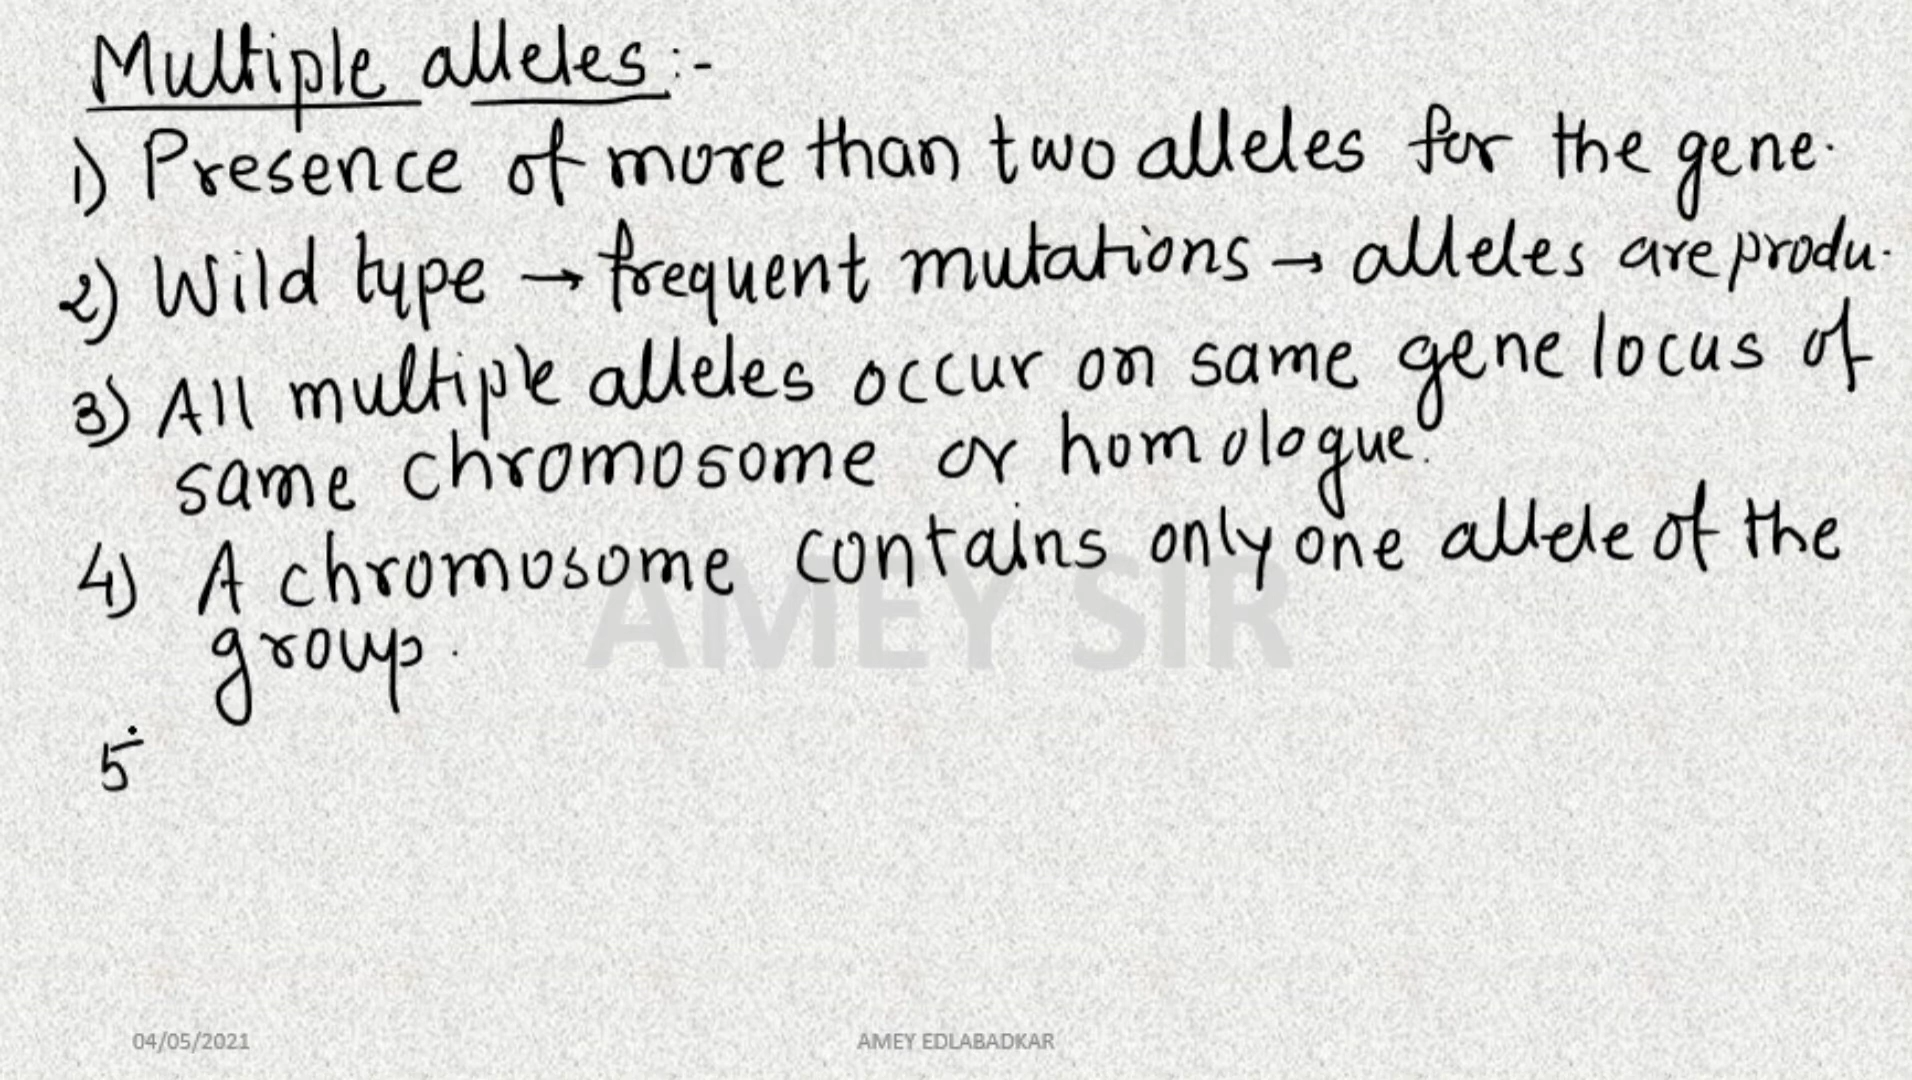 Multiple alleles :-
1) Presence of more than two alleles for the gene.
2) Wild type → frequent mutations → alleles are produ.
3) All multiple alleles occur on same gene locus of
same chromosome or homologue.
4) A chromosome contains only one allele of the
group.
AMEY SIR
5
04/05/2021
AMEY EDLABADKAR